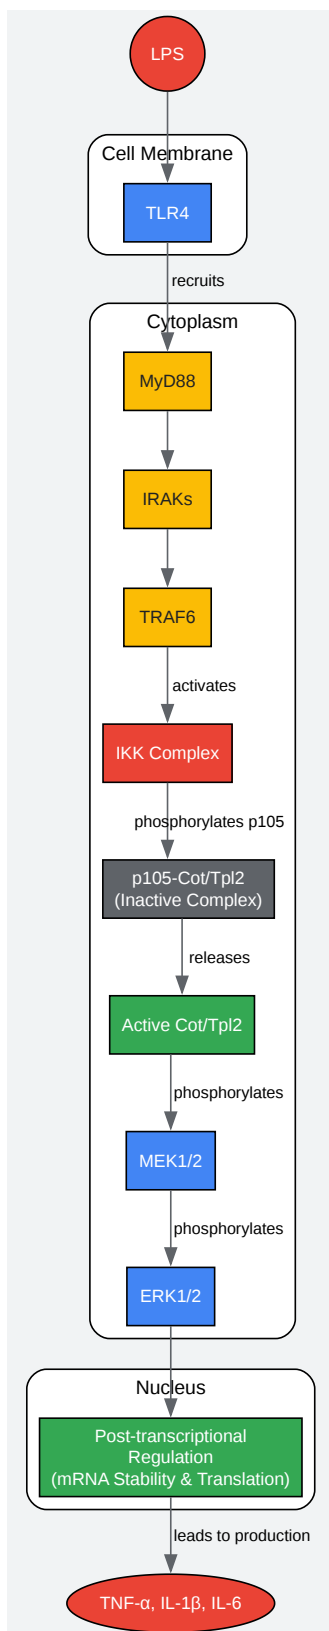 LPS
Cell Membrane
TLR4
recruits
Cytoplasm
MyD88
IRAKs
TRAF6
activates
IKK Complex
phosphorylates p105
p105-Cot/Tpl2
(Inactive Complex)
releases
Active Cot/Tpl2
phosphorylates
MEK1/2
phosphorylates
ERK1/2
Nucleus
Post-transcriptional
Regulation
(mRNA Stability & Translation)
leads to production
TNF-α, IL-1β, IL-6